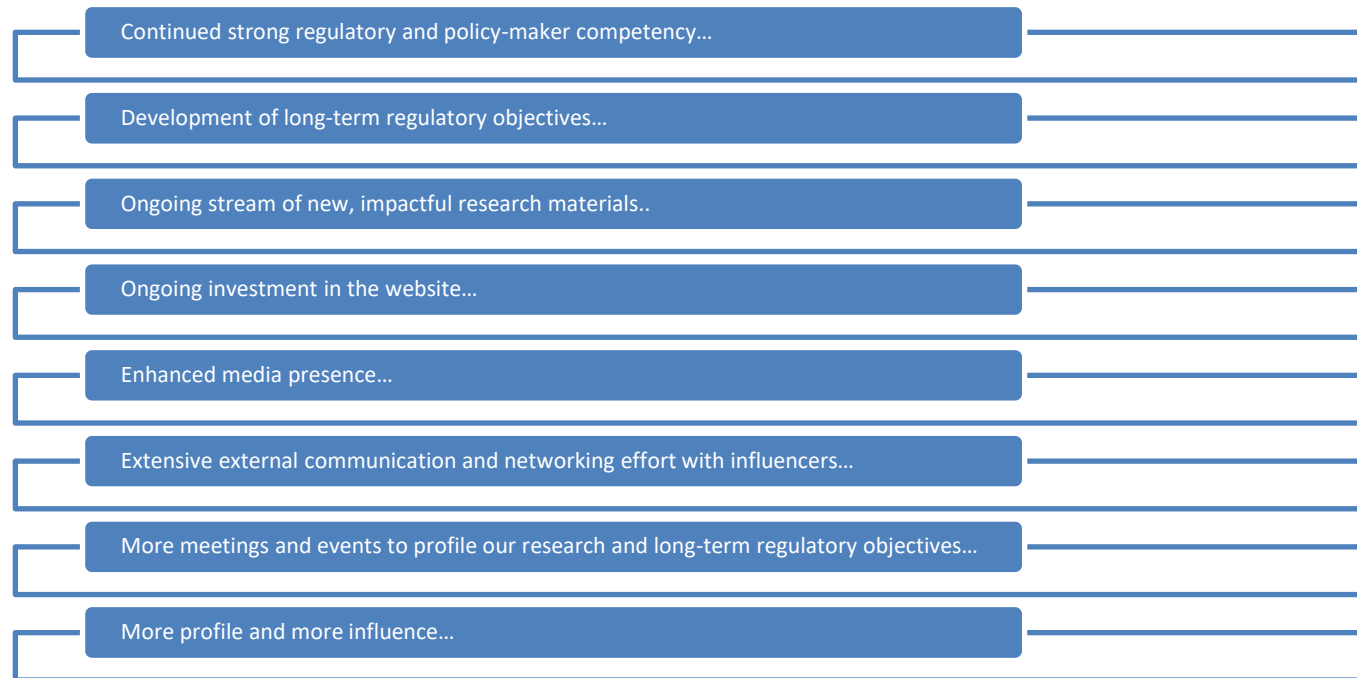 Continued strong regulatory and policy-maker competency…
Development of long-term regulatory objectives…
Ongoing stream of new, impactful research materials..
Ongoing investment in the website…
Enhanced media presence…
Extensive external communication and networking effort with influencers…
More meetings and events to profile our research and long-term regulatory objectives…
More profile and more influence…